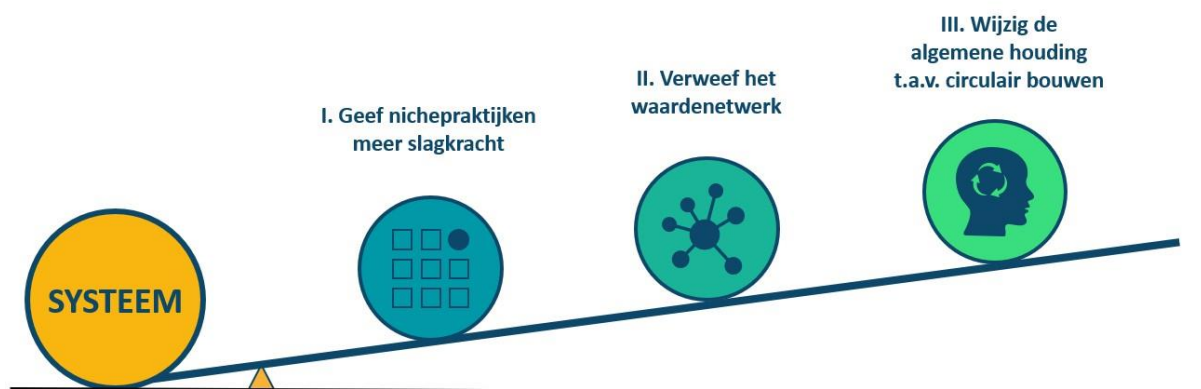 SYSTEEM
I. Geef nichepraktijken
meer slagkracht
II. Verweef het
waardenetwerk
III. Wijzig de
algemene houding
t.a.v. circulair bouwen